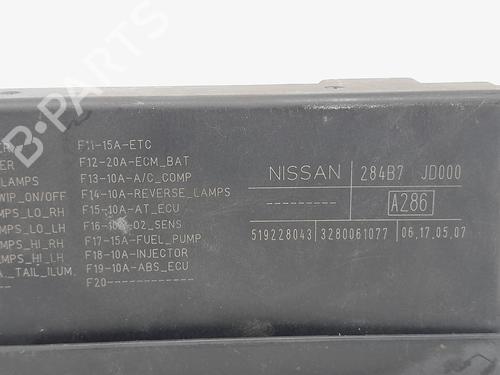 F11-15A-ETC
F12-20A-ECM_BAT
LAMPS F13-10A-A/C_COMP
WIP_ON/OFF F14-10A-REVERSE_LAMPS
MPS_LO_RH F15-10A-AT_ECU
MPS_LO_LH F16-10A-O2_SENS
MPS_HI_RH F17-15A-FUEL_PUMP
MPS_HI_LH F18-10A-INJECTOR
A_TAIL_ILUM. F19-10A-ABS_ECU
F20------------
NISSAN 284B7 JD000
--------- A286
519228043 3280061077 06,17,05,07
B-PARTS